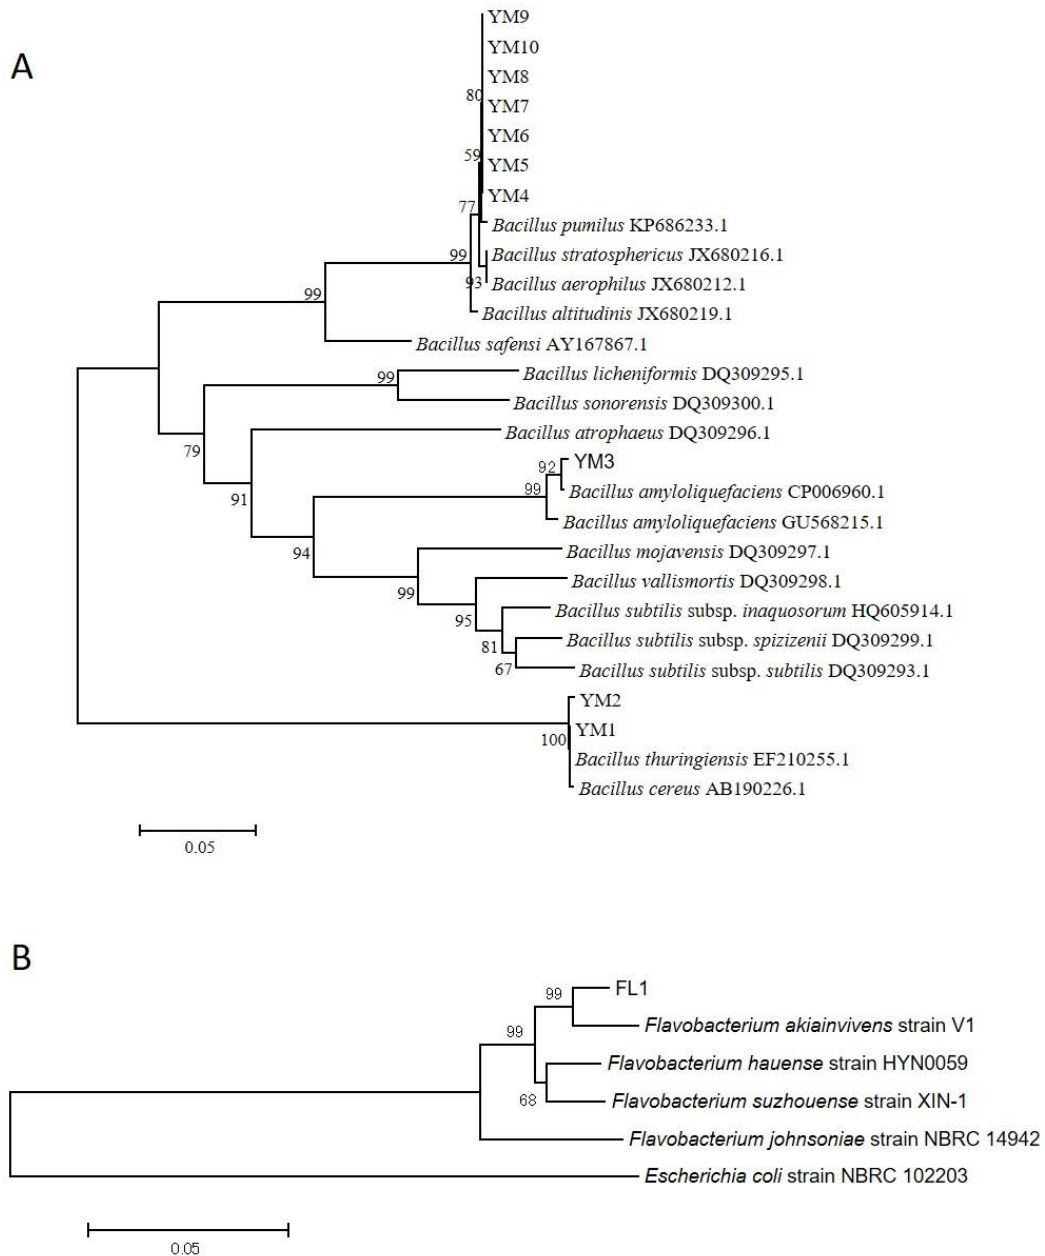 A
YM9
YM10
YM8
80
YM7
YM6
59
YM5
YM4
77
Bacillus pumilus KP686233.1
99
Bacillus stratosphericus JX680216.1
93
Bacillus aerophilus JX680212.1
99
Bacillus altitudinis JX680219.1
Bacillus safensi AY167867.1
99
Bacillus licheniformis DQ309295.1
Bacillus sonorensis DQ309300.1
Bacillus atrophaeus DQ309296.1
79
92
YM3
99
Bacillus amyloliquefaciens CP006960.1
91
Bacillus amyloliquefaciens GU568215.1
94
Bacillus mojavensis DQ309297.1
99
Bacillus vallismortis DQ309298.1
95
Bacillus subtilis subsp. inaquosorum HQ605914.1
81
Bacillus subtilis subsp. spizizenii DQ309299.1
67
Bacillus subtilis subsp. subtilis DQ309293.1
YM2
YM1
100
Bacillus thuringiensis EF210255.1
Bacillus cereus AB190226.1
0.05
B
99
FL1
99
Flavobacterium akiainvivens strain V1
Flavobacterium hauense strain HYN0059
68
Flavobacterium suzhouense strain XIN-1
Flavobacterium johnsoniae strain NBRC 14942
Escherichia coli strain NBRC 102203
0.05